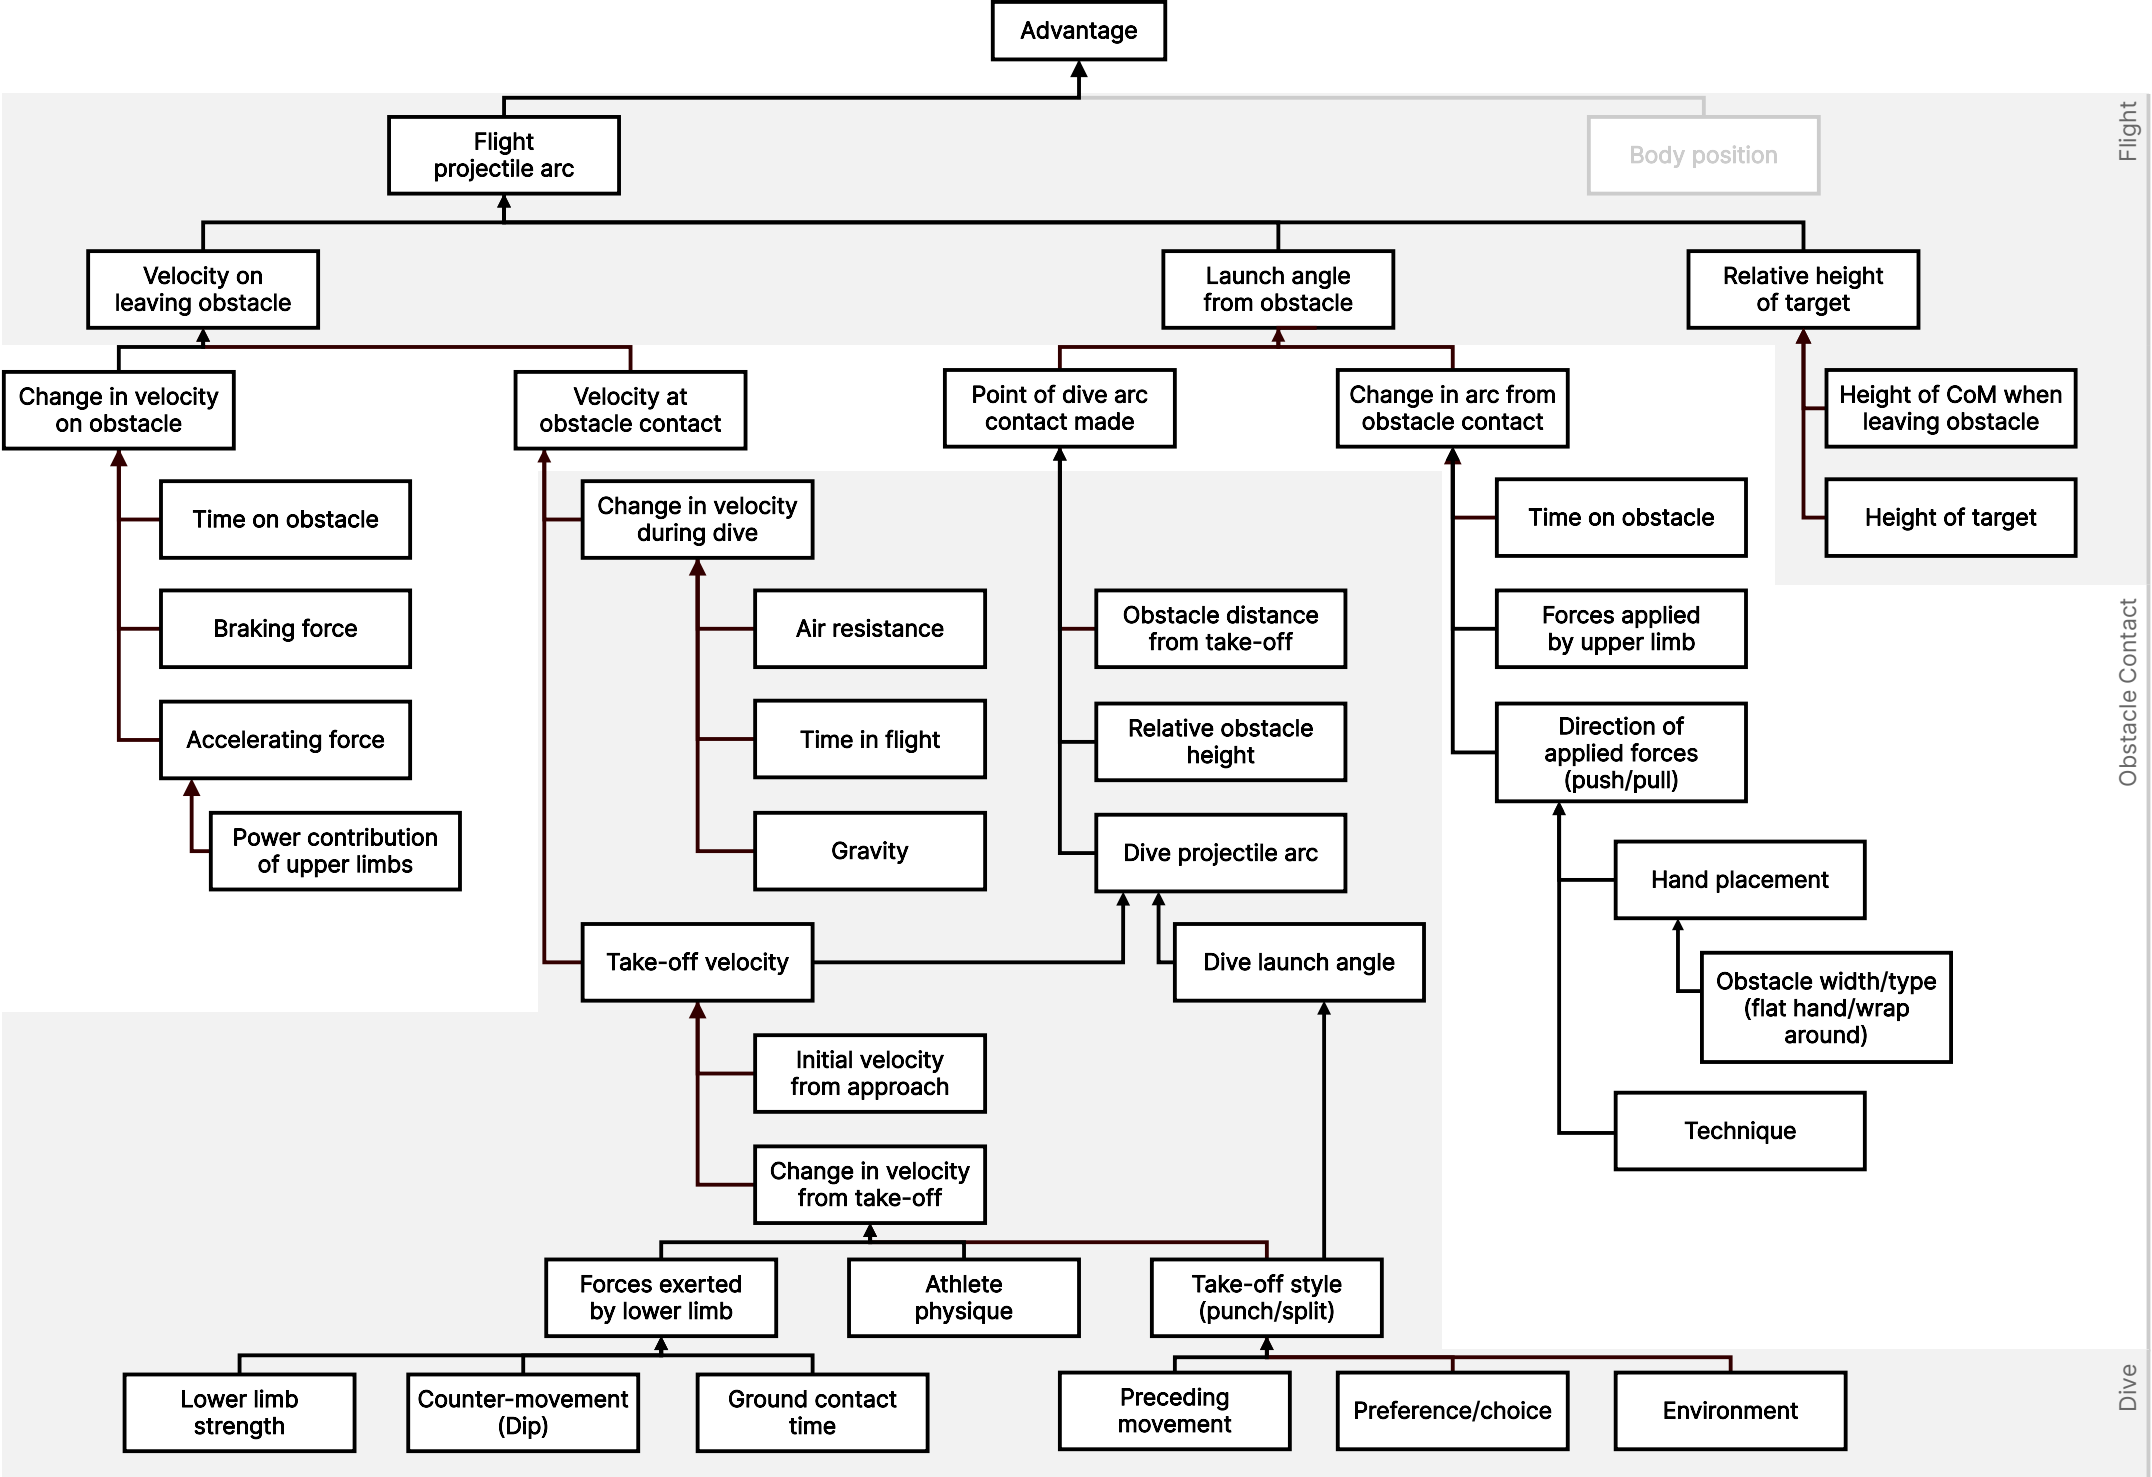 Advantage
Flight
projectile arc
Body position
Flight
Velocity on
leaving obstacle
Launch angle
from obstacle
Relative height
of target
Change in velocity
on obstacle
Velocity at
obstacle contact
Point of dive arc
contact made
Change in arc from
obstacle contact
Height of CoM when
leaving obstacle
Time on obstacle
Change in velocity
during dive
Time on obstacle
Height of target
Braking force
Air resistance
Obstacle distance
from take-off
Forces applied
by upper limb
Obstacle Contact
Accelerating force
Time in flight
Relative obstacle
height
Direction of
applied forces
(push/pull)
Power contribution
of upper limbs
Gravity
Dive projectile arc
Hand placement
Take-off velocity
Dive launch angle
Obstacle width/type
(flat hand/wrap
around)
Initial velocity
from approach
Technique
Change in velocity
from take-off
Forces exerted
by lower limb
Athlete
physique
Take-off style
(punch/split)
Lower limb
strength
Counter-movement
(Dip)
Ground contact
time
Preceding
movement
Preference/choice
Environment
Dive